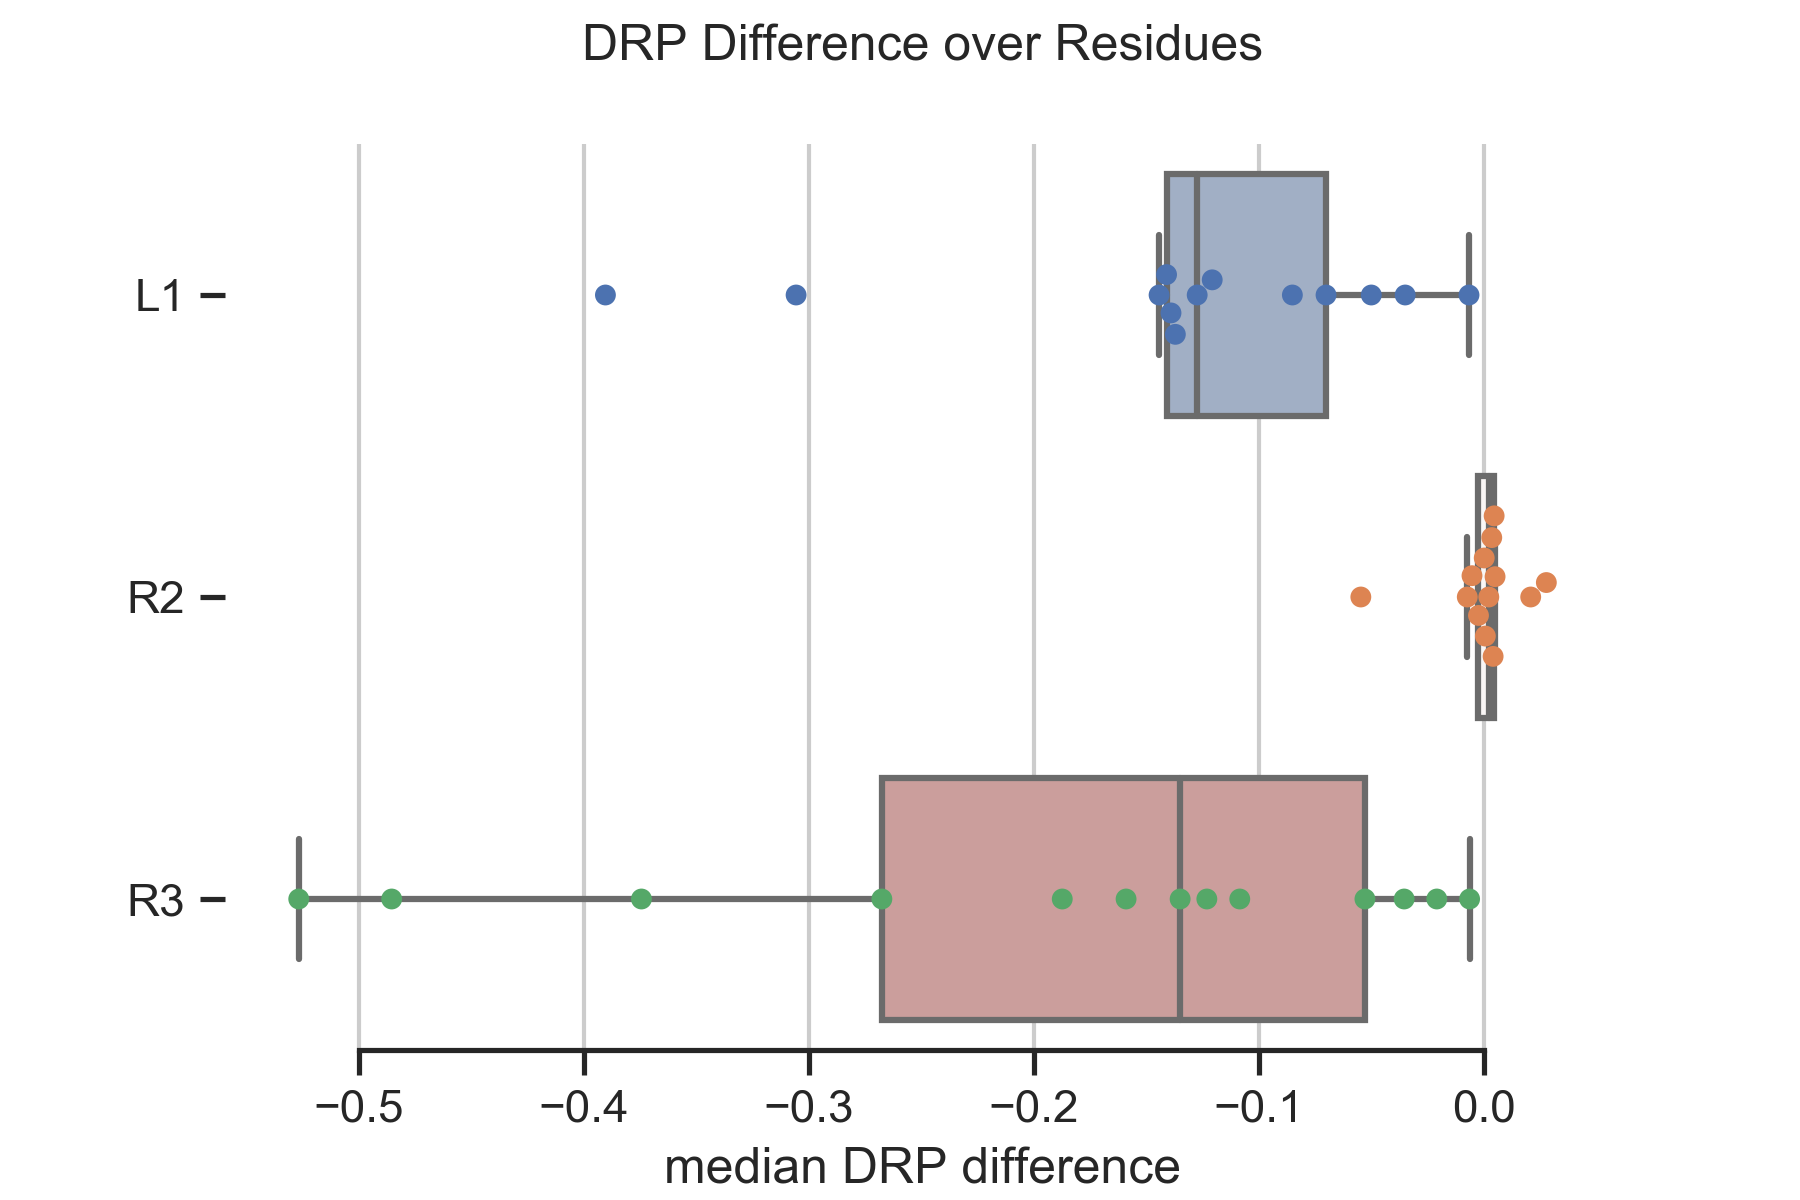 DRP Difference over Residues
L1
R2
R3
−0.5 −0.4 −0.3 −0.2 −0.1 0.0
median DRP difference